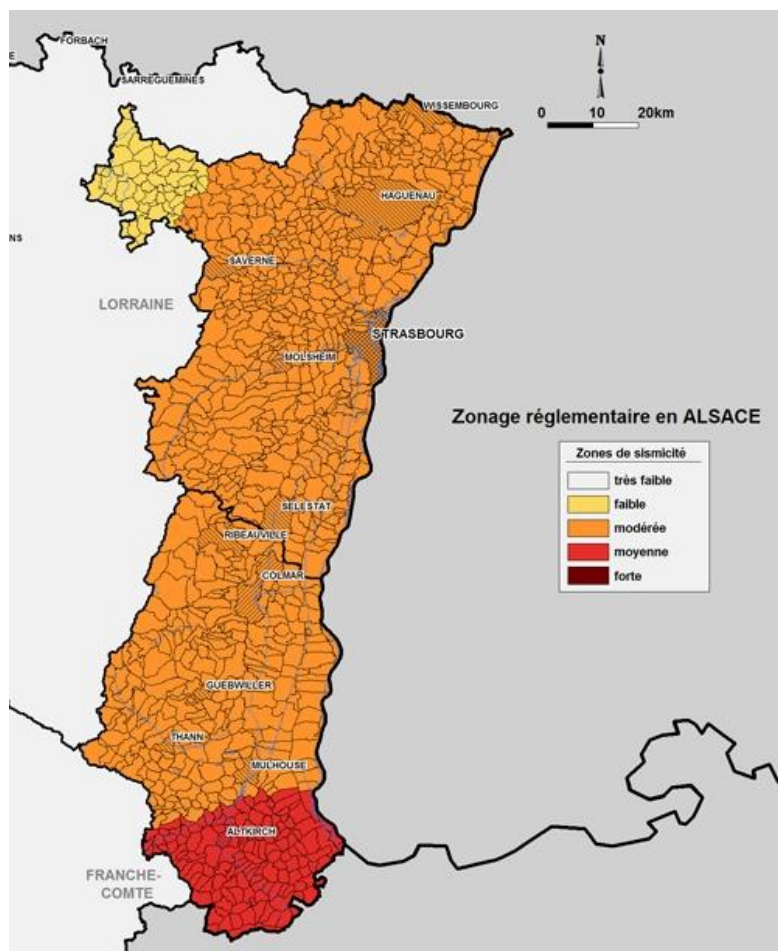 FORBACH
E
SARREGUEMINES
N
WISSEMBOURG
0 10 20km
HAGUENAU
NS
SAVERNE
LORRAINE
STRASBOURG
MOLSHEIM
Zonage réglementaire en ALSACE
Zones de sismicité
très faible
faible
modérée
moyenne
forte
SELESTAT
RIBEAUVILLE
COLMAR
GUEBWILLER
THANN
MULHOUSE
ALTKIRCH
FRANCHE-
COMTE